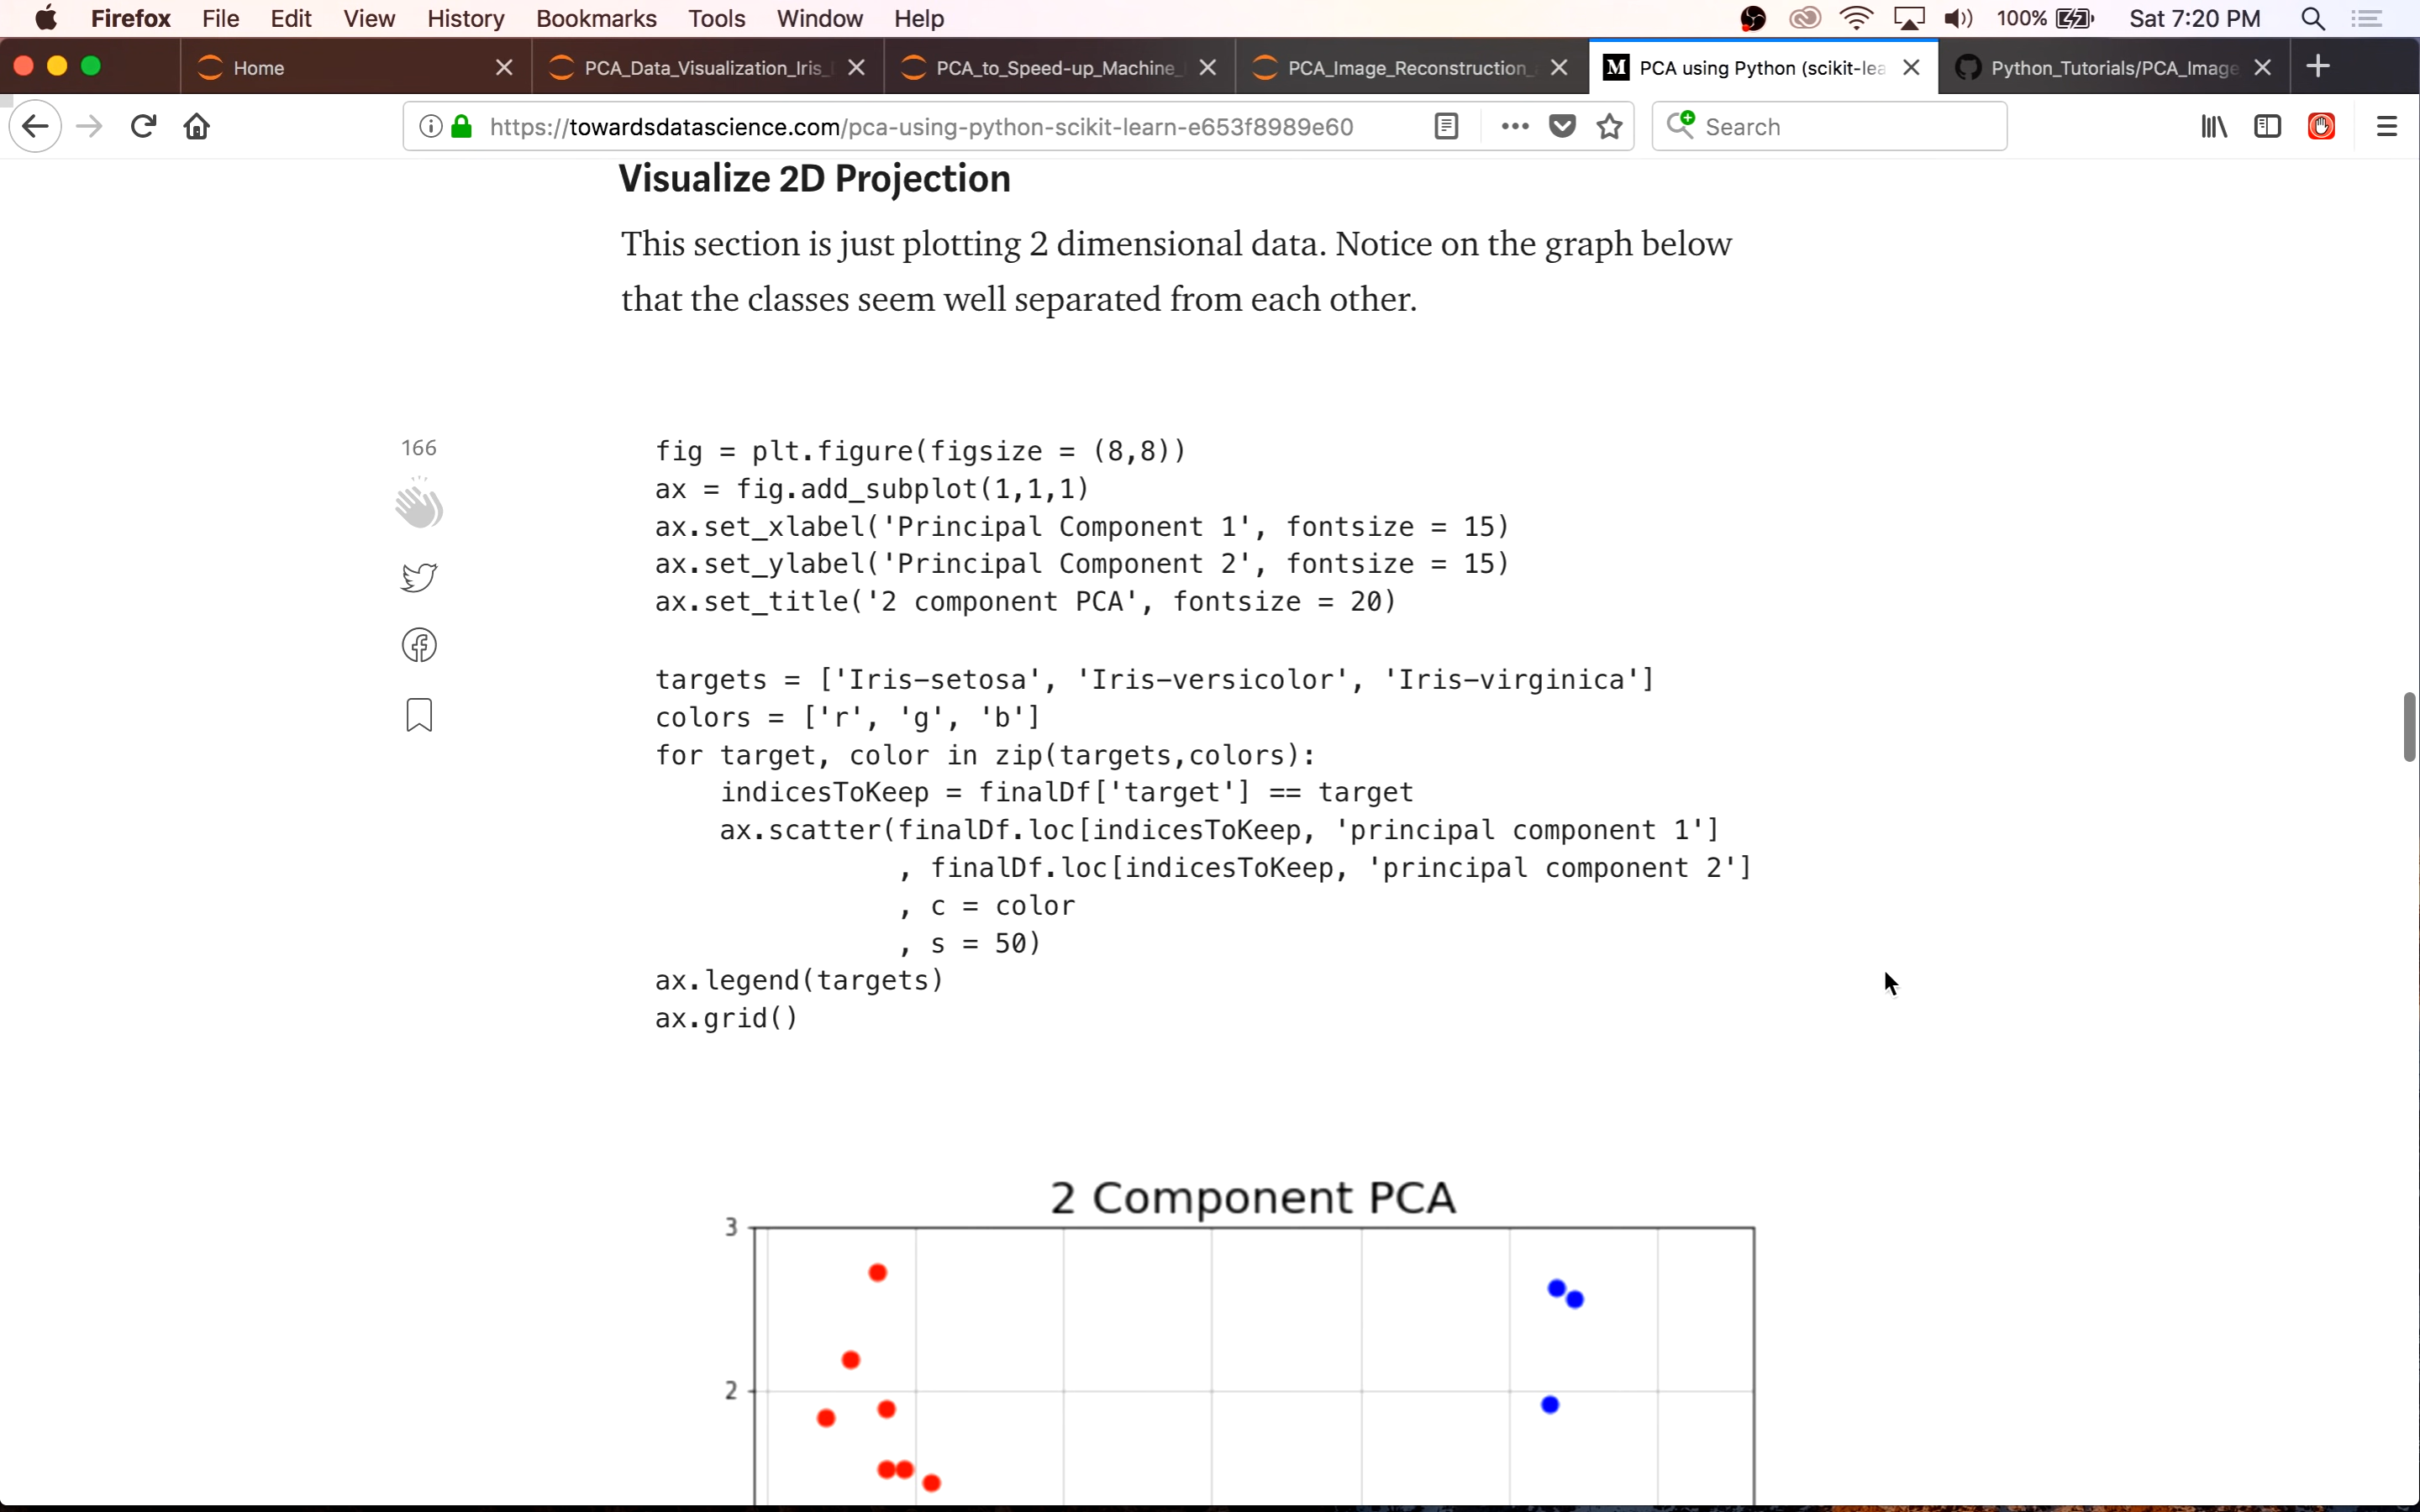 Firefox File Edit View History Bookmarks Tools Window Help 100% Sat 7:20 PM
Home PCA_Data_Visualization_Iris_ PCA_to_Speed-up_Machine_ PCA_Image_Reconstruction_ PCA using Python (scikit-lea Python_Tutorials/PCA_Image
https://towardsdatascience.com/pca-using-python-scikit-learn-e653f8989e60 Search
Visualize 2D Projection
This section is just plotting 2 dimensional data. Notice on the graph below
that the classes seem well separated from each other.
166
fig = plt.figure(figsize = (8,8))
ax = fig.add_subplot(1,1,1)
ax.set_xlabel('Principal Component 1', fontsize = 15)
ax.set_ylabel('Principal Component 2', fontsize = 15)
ax.set_title('2 component PCA', fontsize = 20)
targets = ['Iris-setosa', 'Iris-versicolor', 'Iris-virginica']
colors = ['r', 'g', 'b']
for target, color in zip(targets,colors):
    indicesToKeep = finalDf['target'] == target
    ax.scatter(finalDf.loc[indicesToKeep, 'principal component 1']
               , finalDf.loc[indicesToKeep, 'principal component 2']
               , c = color
               , s = 50)
ax.legend(targets)
ax.grid()
2 Component PCA
3
2